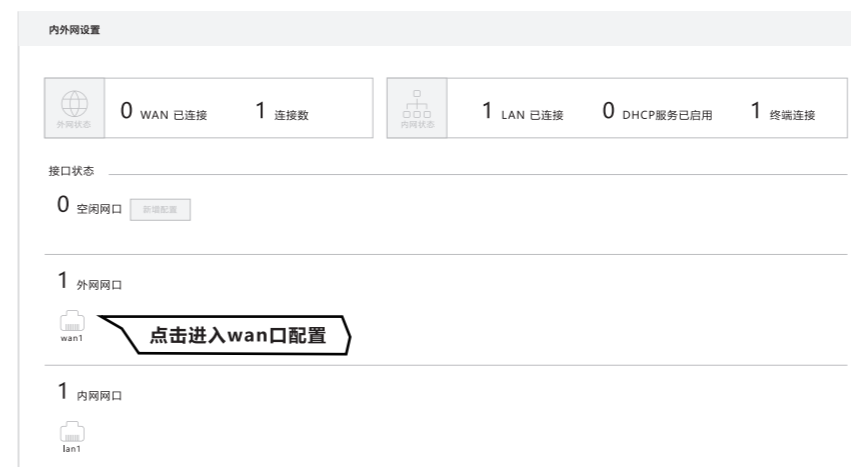 内外网设置
外网状态
0 WAN 已连接
1 连接数
内网状态
1 LAN 已连接
0 DHCP服务已启用
1 终端连接
接口状态
0 空闲网口
新增配置
1 外网网口
wan1
点击进入wan口配置
1 内网网口
lan1